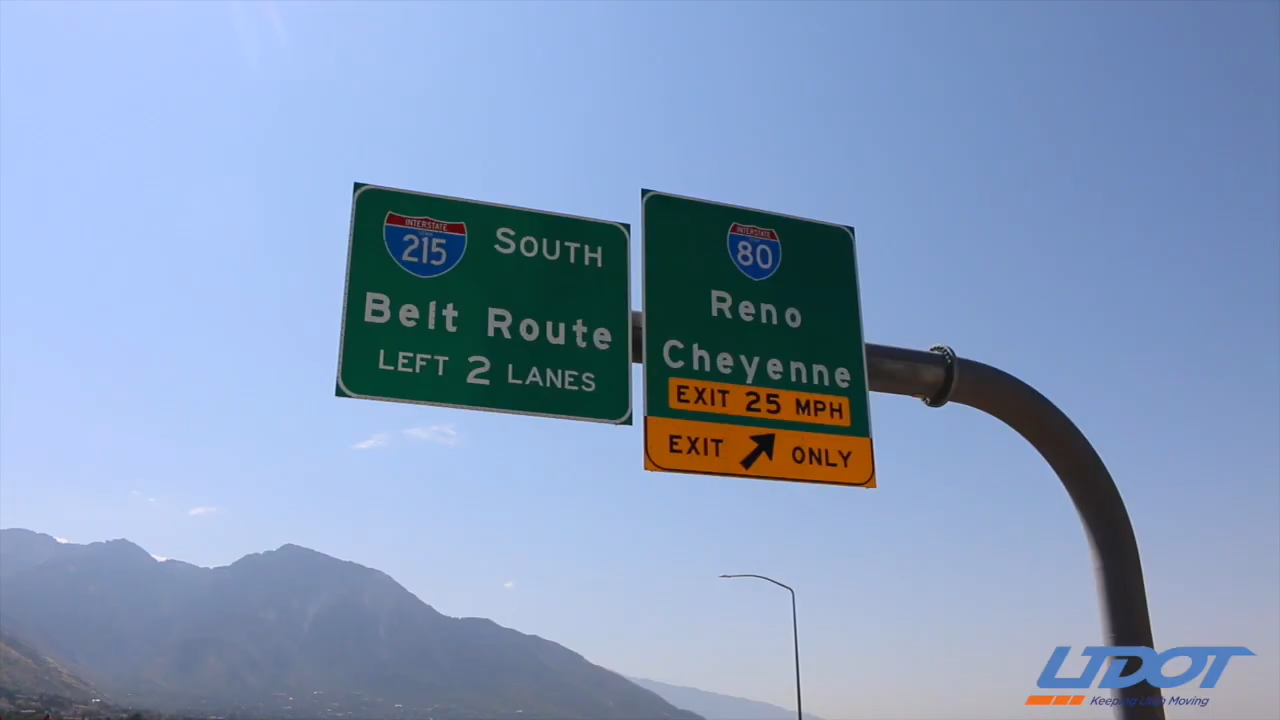 INTERSTATE
215
SOUTH
Belt Route
LEFT 2 LANES
INTERSTATE
80
Reno
Cheyenne
EXIT 25 MPH
EXIT ONLY
UDOT
Keeping Utah Moving